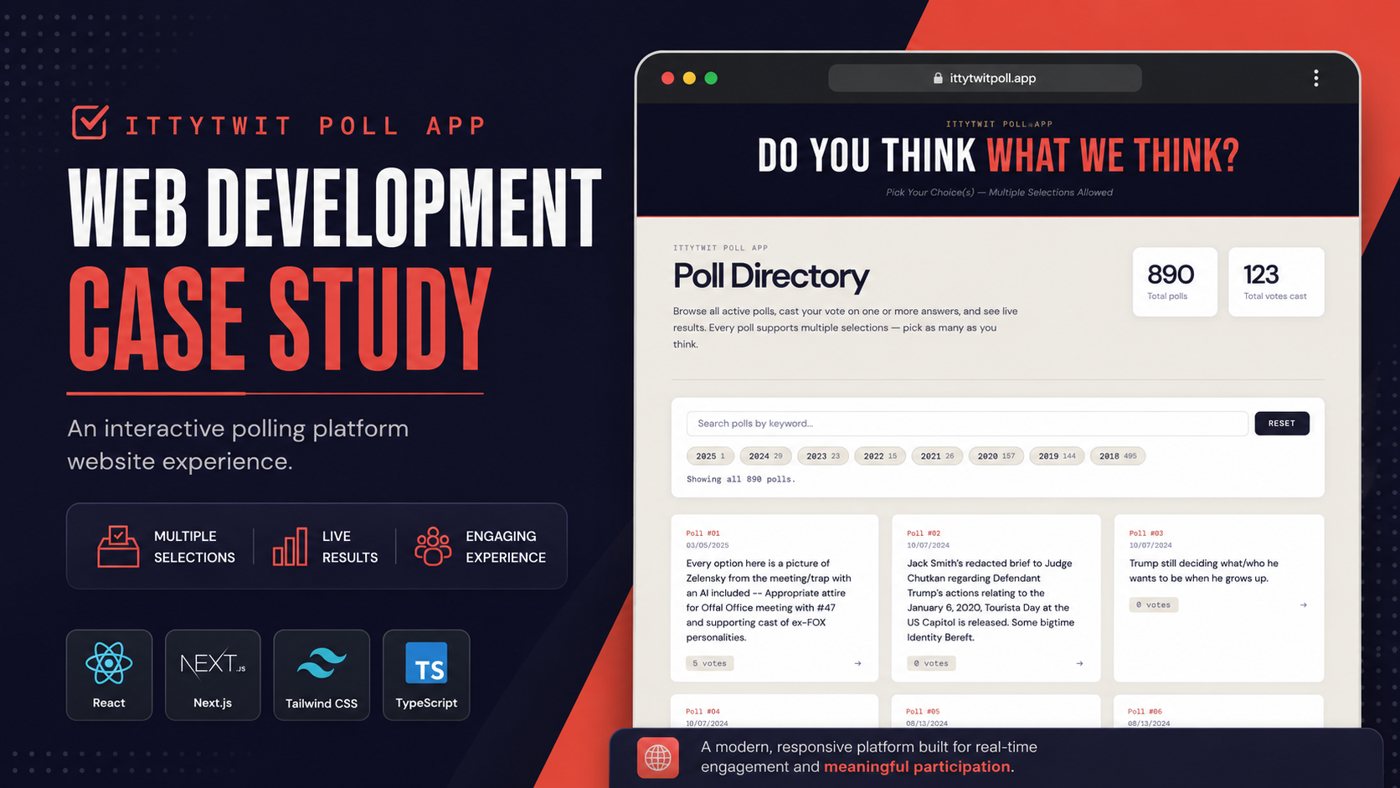 ITTYTWIT POLL APP
WEB DEVELOPMENT
CASE STUDY
An interactive polling platform
website experience.
MULTIPLE
SELECTIONS
LIVE
RESULTS
ENGAGING
EXPERIENCE
React
NEXT.JS
Next.js
Tailwind CSS
TS
TypeScript
ittytwitpoll.app
ITTYTWIT POLL APP
DO YOU THINK WHAT WE THINK?
Pick Your Choice(s) — Multiple Selections Allowed
ITTYTWIT POLL APP
Poll Directory
Browse all active polls, cast your vote on one or more answers, and see live
results. Every poll supports multiple selections — pick as many as you
think.
890
Total polls
123
Total votes cast
Search polls by keyword...
RESET
2025 1
2024 29
2023 23
2022 15
2021 26
2020 157
2019 144
2018 495
Showing all 890 polls.
Poll #01
03/05/2025
Every option here is a picture of
Zelensky from the meeting/trap with
an AI included -- Appropriate attire
for Offal Office meeting with #47
and supporting cast of ex-FOX
personalities.
5 votes →
Poll #02
10/07/2024
Jack Smith's redacted brief to Judge
Chutkan regarding Defendant
Trump's actions relating to the
January 6, 2020, Tourista Day at the
US Capitol is released. Some bigtime
Identity Bereft.
0 votes →
Poll #03
10/07/2024
Trump still deciding what/who he
wants to be when he grows up.
0 votes →
Poll #04
10/07/2024
Poll #05
08/13/2024
Poll #06
08/13/2024
A modern, responsive platform built for real-time
engagement and meaningful participation.